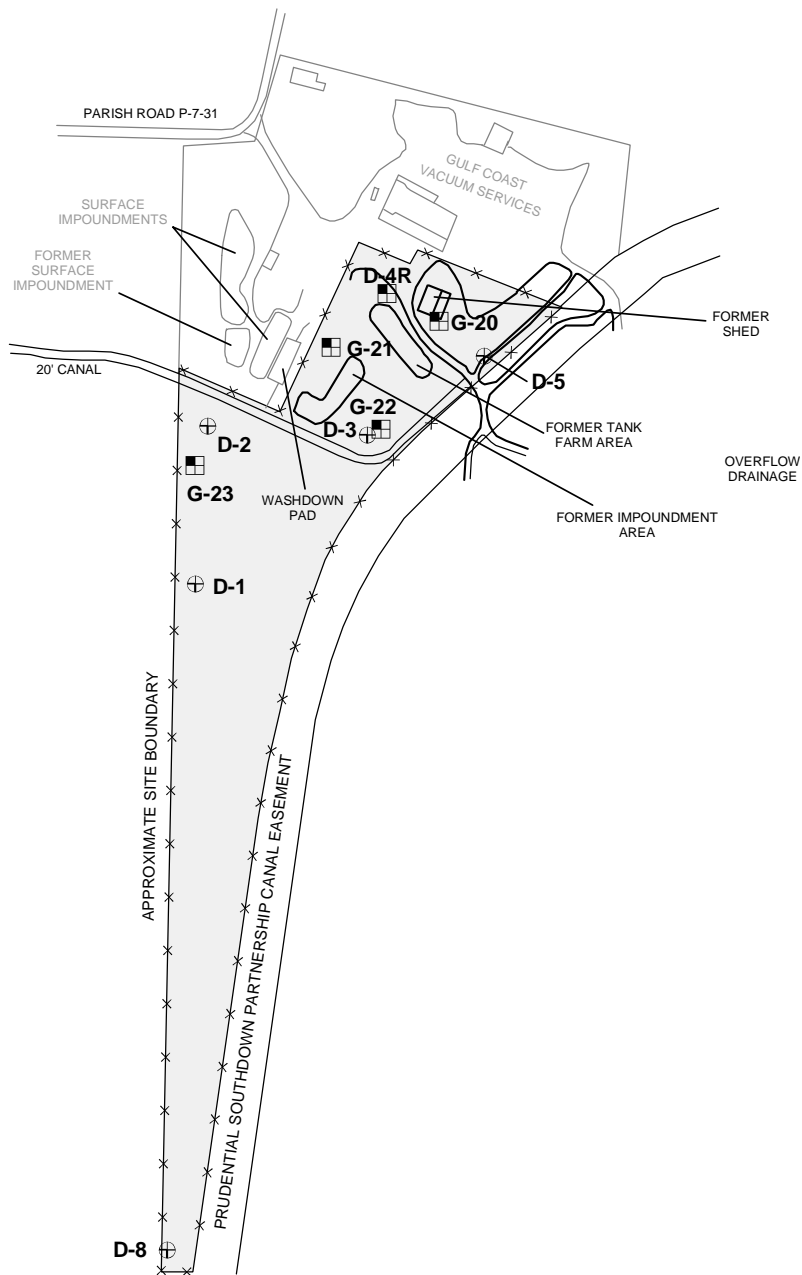 PARISH ROAD P-7-31
GULF COAST
VACUUM SERVICES
SURFACE
IMPOUNDMENTS
FORMER
SURFACE
IMPOUNDMENT
D-4R
G-20
FORMER
SHED
G-21
20' CANAL
D-5
G-22
D-3
FORMER TANK
FARM AREA
D-2
G-23
WASHDOWN
PAD
OVERFLOW
DRAINAGE
FORMER IMPOUNDMENT
AREA
D-1
APPROXIMATE SITE BOUNDARY
PRUDENTIAL SOUTHDOWN PARTNERSHIP CANAL EASEMENT
D-8